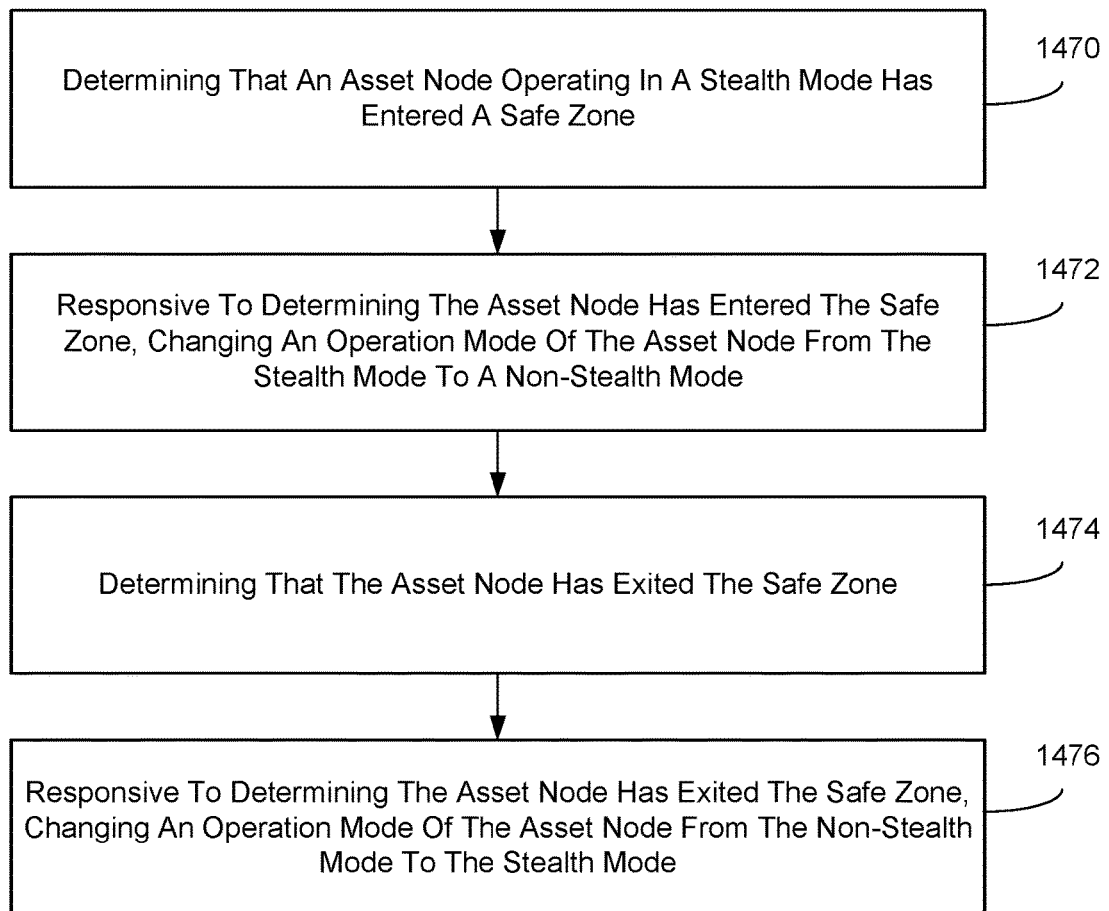 1470
Determining That An Asset Node Operating In A Stealth Mode Has
Entered A Safe Zone
1472
Responsive To Determining The Asset Node Has Entered The Safe
Zone, Changing An Operation Mode Of The Asset Node From The
Stealth Mode To A Non-Stealth Mode
1474
Determining That The Asset Node Has Exited The Safe Zone
1476
Responsive To Determining The Asset Node Has Exited The Safe Zone,
Changing An Operation Mode Of The Asset Node From The Non-Stealth
Mode To The Stealth Mode